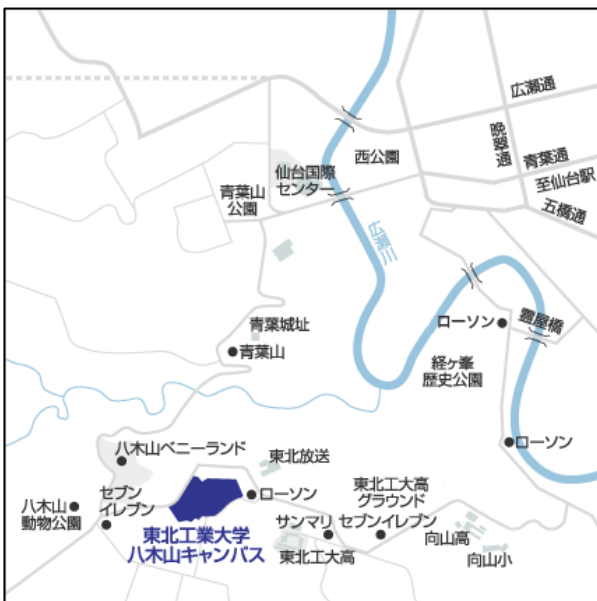 広瀬通
晩翠通
青葉通
至仙台駅
五橋通
西公園
仙台国際
センター
青葉山
公園
広瀬川
青葉城址
青葉山
ローソン
霊屋橋
経ヶ峯
歴史公園
ローソン
八木山ベニーランド
東北放送
セブン
イレブン
八木山
動物公園
ローソン
東北工大高
グラウンド
サンマリ
セブンイレブン
東北工業大学
八木山キャンパス
東北工大高
向山高
向山小